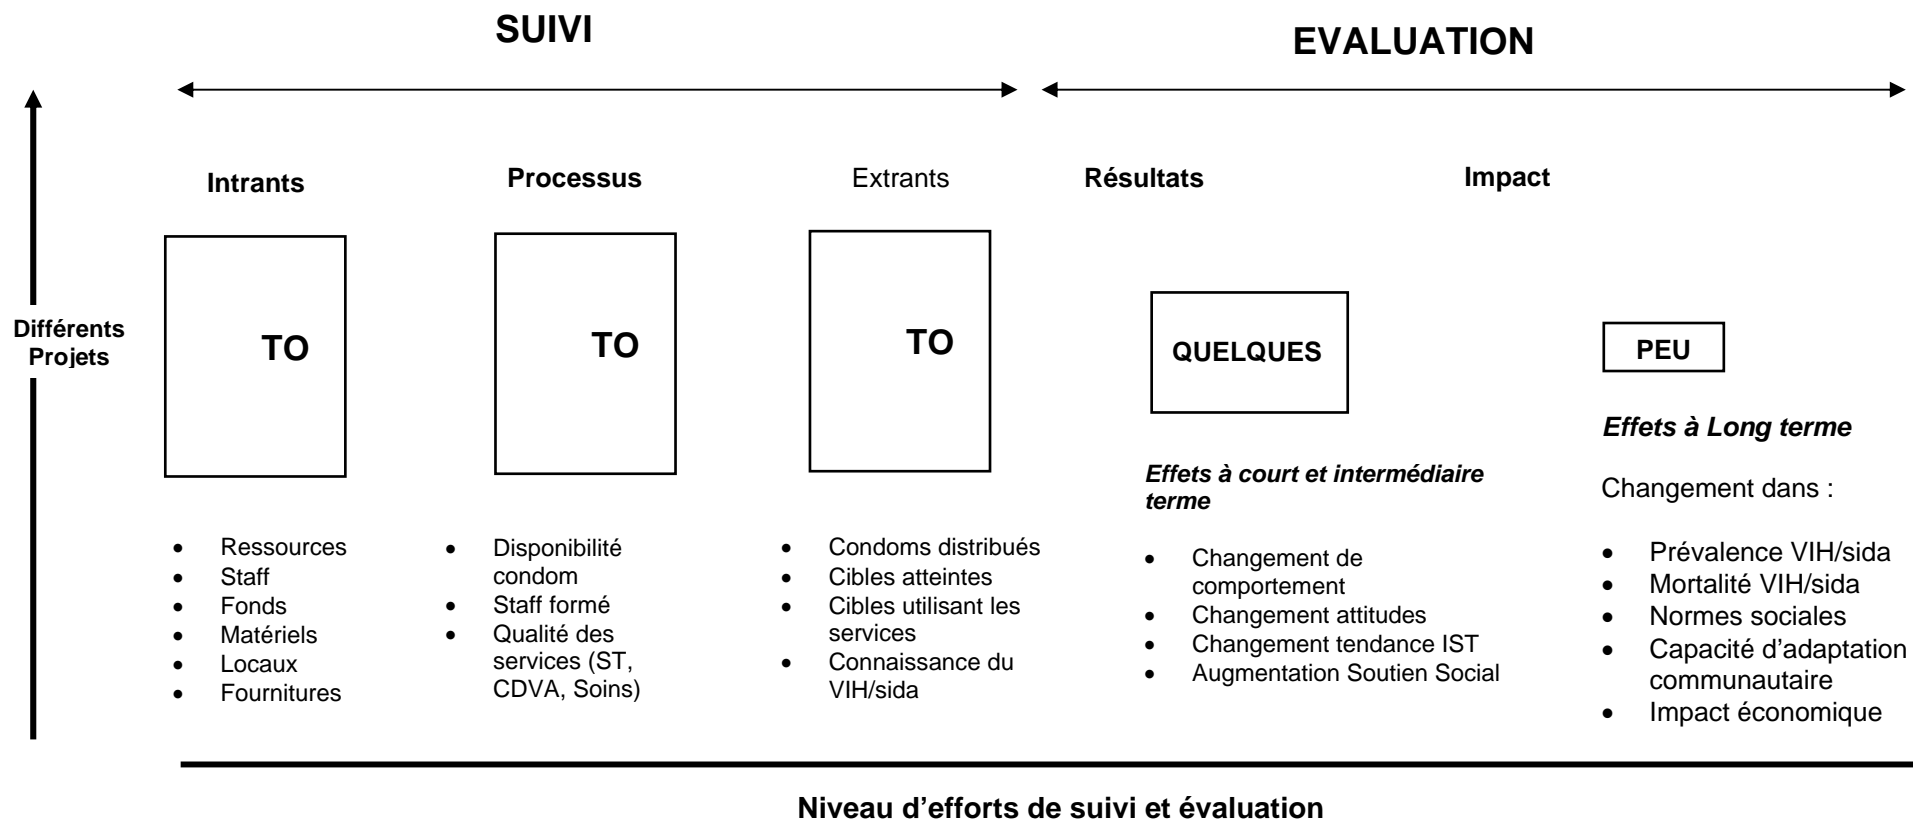 SUIVI
EVALUATION
Intrants
Processus
Extrants
Résultats
Impact
Différents
Projets
TO
TO
TO
QUELQUES
PEU
• Ressources
• Staff
• Fonds
• Matériels
• Locaux
• Fournitures
• Disponibilité
condom
• Staff formé
• Qualité des
services (ST,
CDVA, Soins)
• Condoms distribués
• Cibles atteintes
• Cibles utilisant les
services
• Connaissance du
VIH/sida
Effets à court et intermédiaire
terme
• Changement de
comportement
• Changement attitudes
• Changement tendance IST
• Augmentation Soutien Social
Effets à Long terme
Changement dans :
• Prévalence VIH/sida
• Mortalité VIH/sida
• Normes sociales
• Capacité d'adaptation
communautaire
• Impact économique
Niveau d'efforts de suivi et évaluation